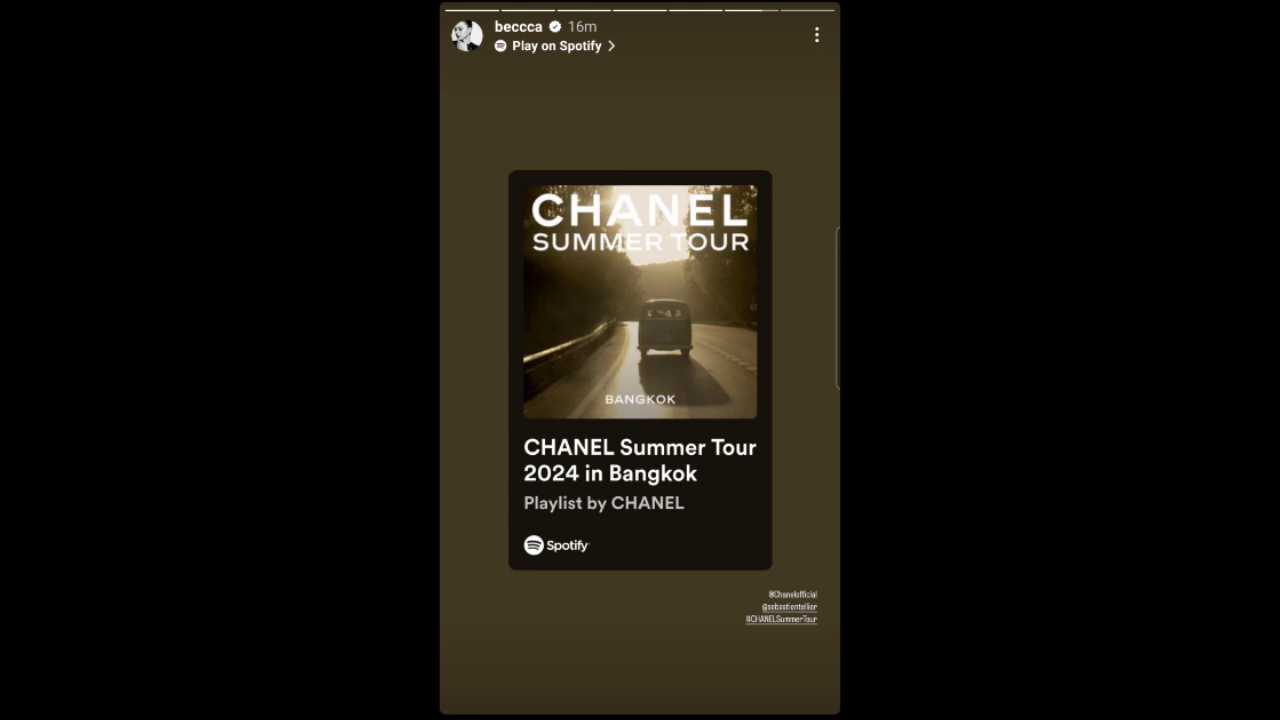 beccca 16m
Play on Spotify
CHANEL
SUMMER TOUR
BANGKOK
CHANEL Summer Tour
2024 in Bangkok
Playlist by CHANEL
Spotify
@Chanelofficial
@sebastientellier
#CHANELSummerTour